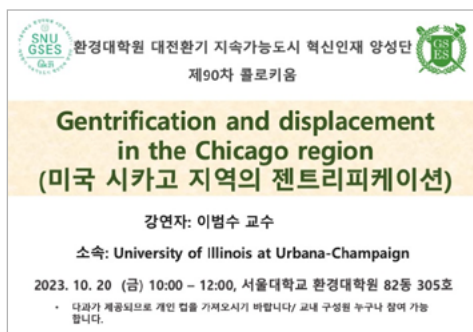 SNU
GSES
환경대학원 대전환기 지속가능도시 혁신인재 양성단
GS
ES
제90차 콜로키움
Gentrification and displacement
in the Chicago region
(미국 시카고 지역의 젠트리피케이션)
강연자: 이범수 교수
소속: University of Illinois at Urbana-Champaign
2023. 10. 20 (금) 10:00 – 12:00, 서울대학교 환경대학원 82동 305호
• 다과가 제공되므로 개인 컵을 가져오시기 바랍니다/ 교내 구성원 누구나 참여 가능
합니다.